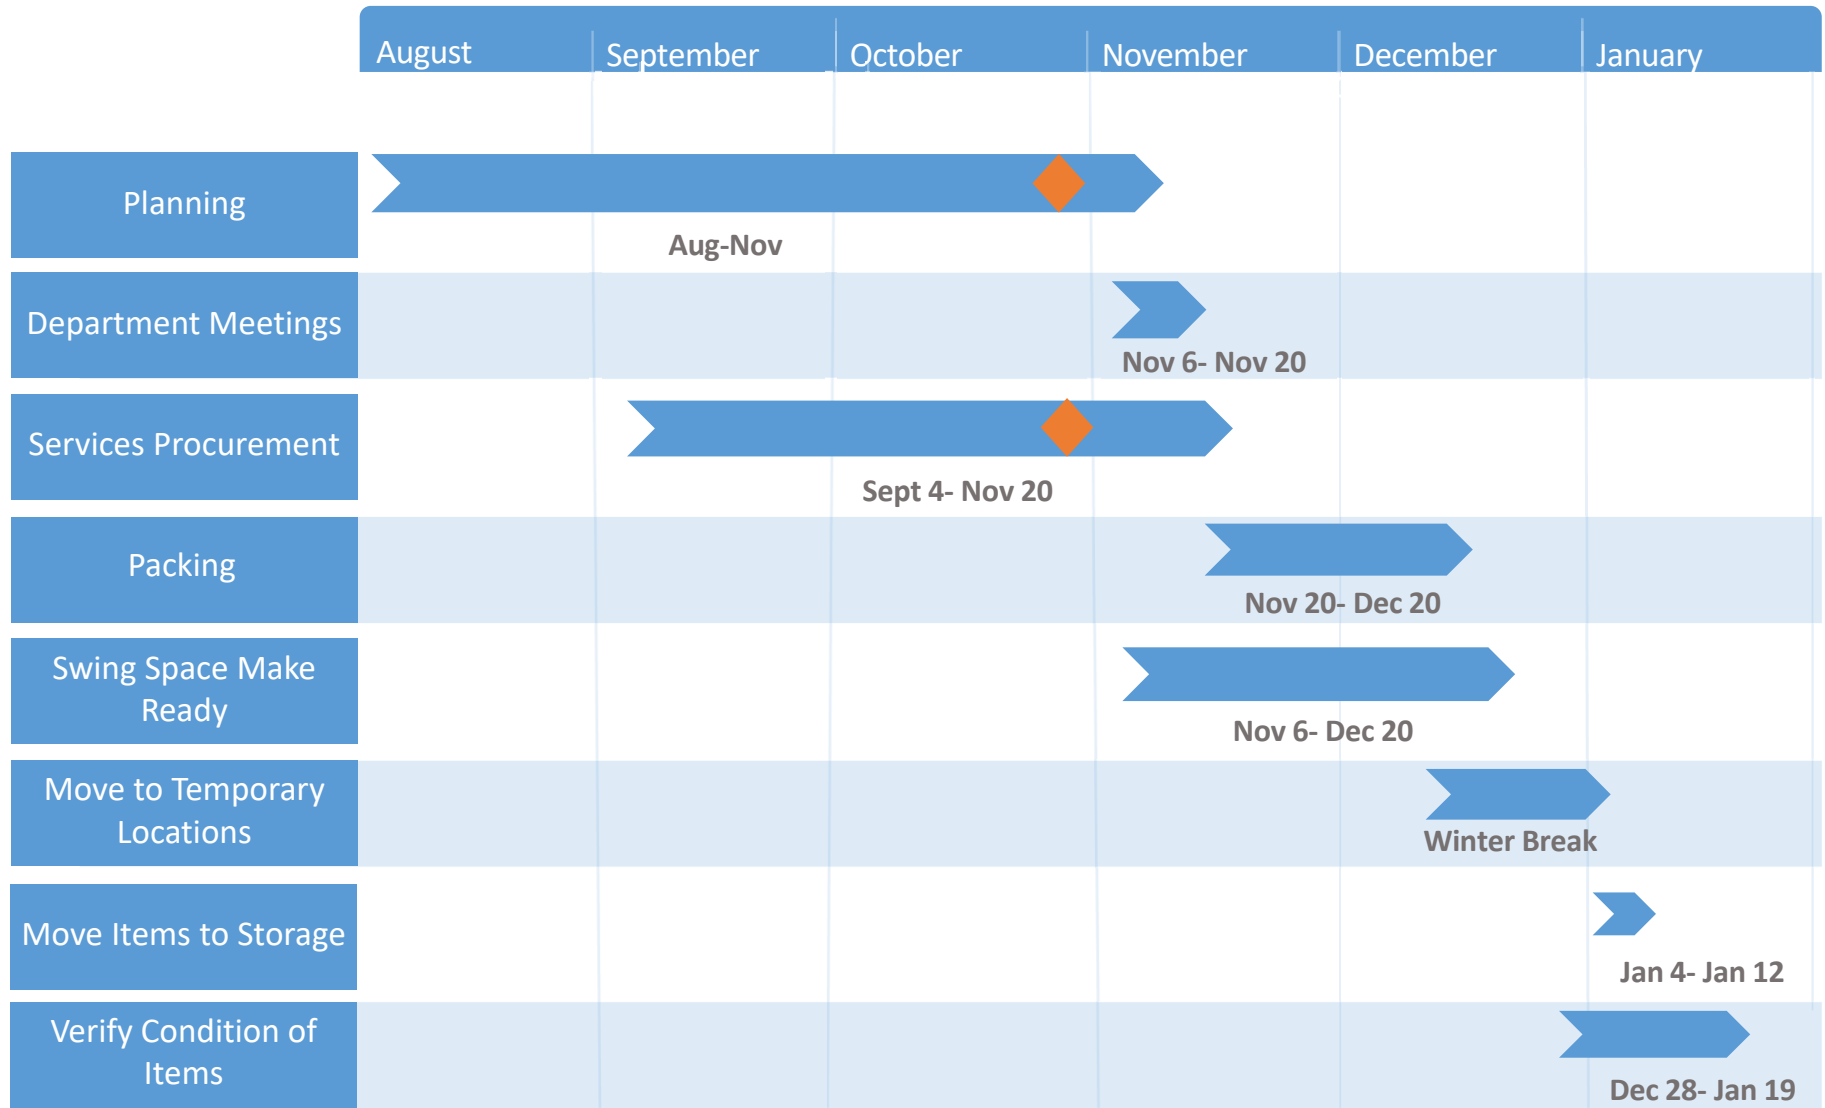 August September October November December January
Planning
Aug-Nov
Department Meetings
Nov 6- Nov 20
Services Procurement
Sept 4- Nov 20
Packing
Nov 20- Dec 20
Swing Space Make
Ready
Nov 6- Dec 20
Move to Temporary
Locations
Winter Break
Move Items to Storage
Jan 4- Jan 12
Verify Condition of
Items
Dec 28- Jan 19